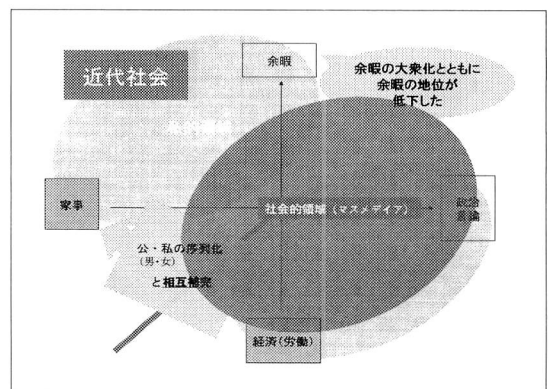 近代社会
余暇
余暇の大衆化とともに
余暇の地位が
低下した
家事
社会的領域（マスメデイア）
政治
言論
公・私の序列化
（男・女）
と相互補完
経済（労働）